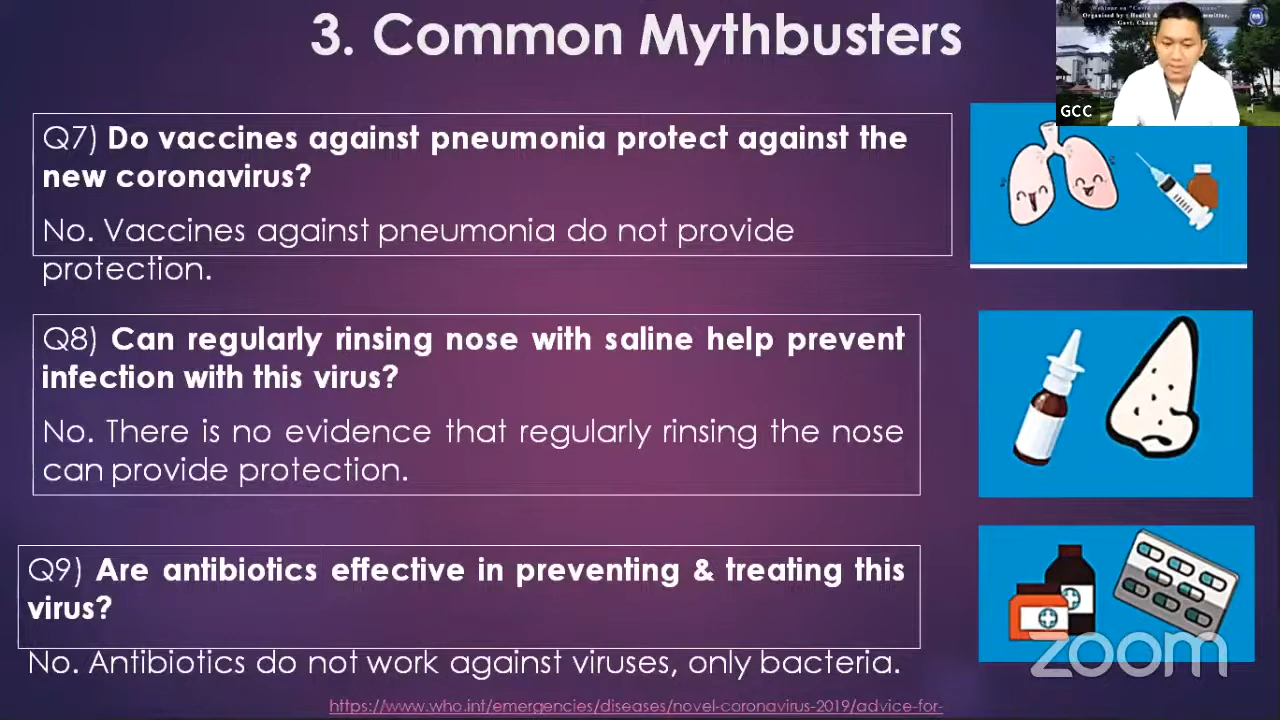 3. Common Mythbusters
Organised by : Health &
GCC
Q7) Do vaccines against pneumonia protect against the
new coronavirus?
No. Vaccines against pneumonia do not provide
protection.
Q8) Can regularly rinsing nose with saline help prevent
infection with this virus?
No. There is no evidence that regularly rinsing the nose
can provide protection.
Q9) Are antibiotics effective in preventing & treating this
virus?
No. Antibiotics do not work against viruses, only bacteria.
zoom
https://www.who.int/emergencies/diseases/novel-coronavirus-2019/advice-for-